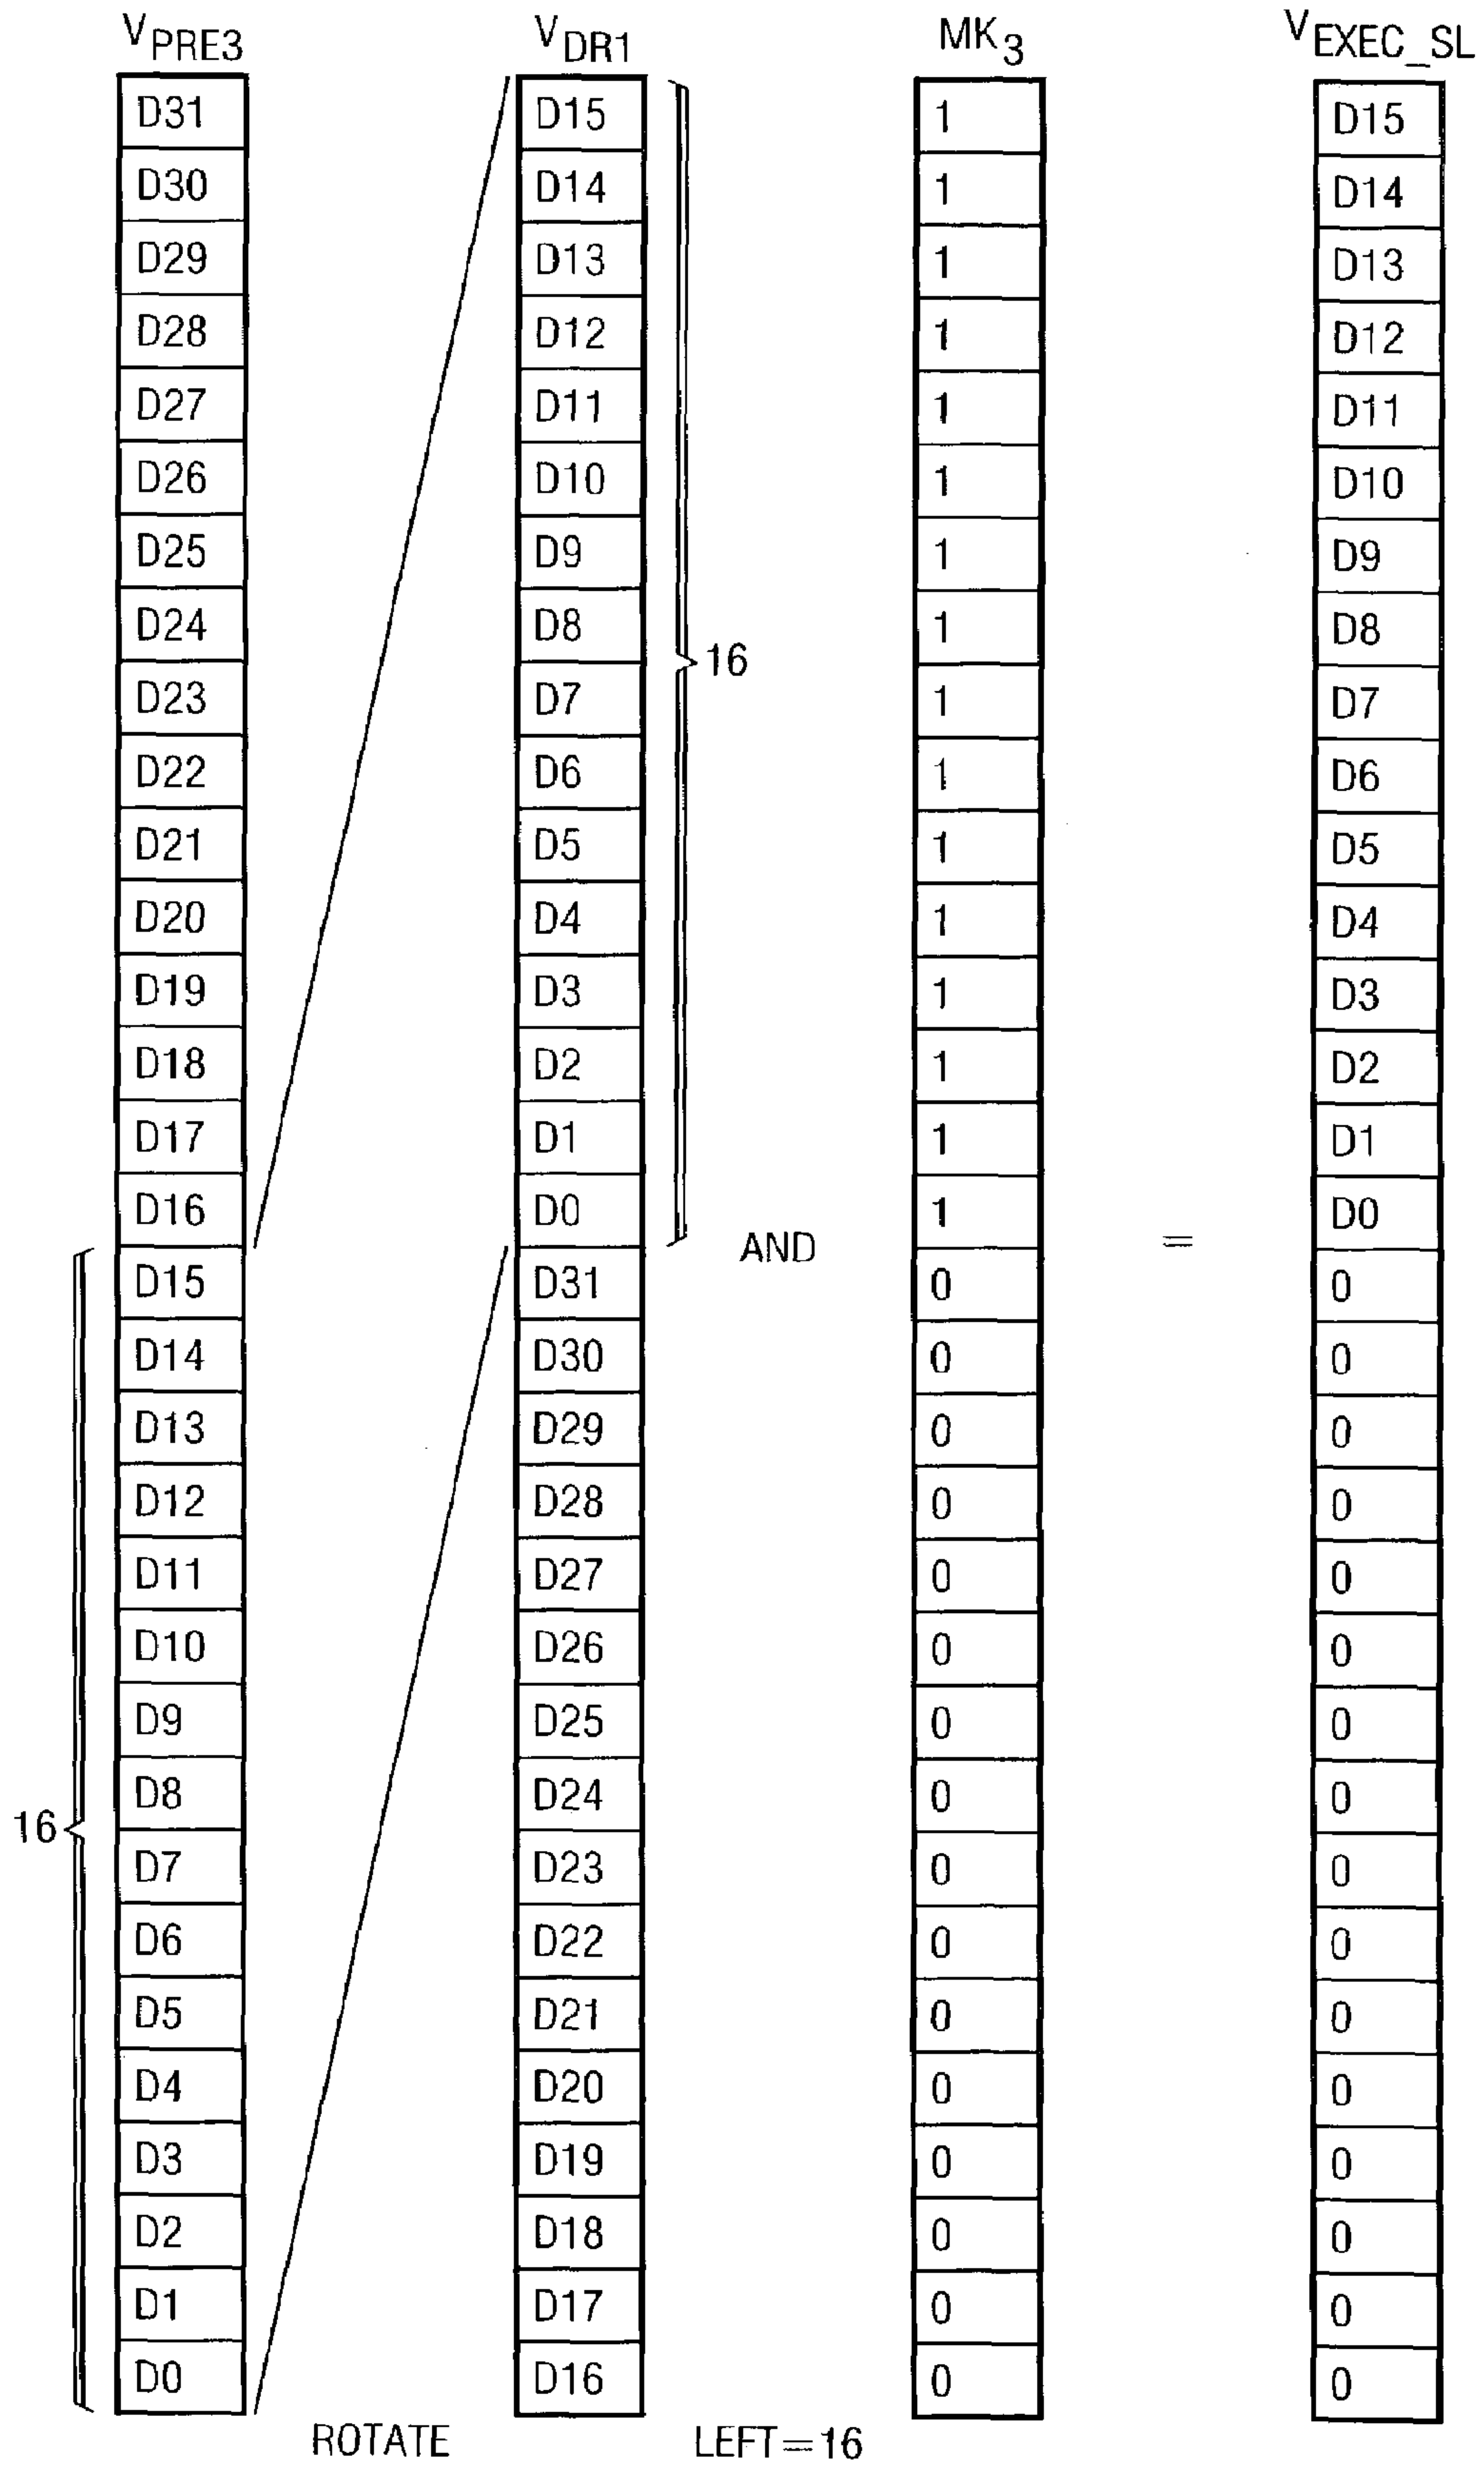 VPRE3 VDR1 MK3 VEXEC_SL
D31 D15 1 D15
D30 D14 1 D14
D29 D13 1 D13
D28 D12 1 D12
D27 D11 1 D11
D26 D10 1 D10
D25 D9 1 D9
D24 D8 1 D8
16
D23 D7 1 D7
D22 D6 1 D6
D21 D5 1 D5
D20 D4 1 D4
D19 D3 1 D3
D18 D2 1 D2
D17 D1 1 D1
D16 D0 1 D0
AND =
D15 D31 0 0
D14 D30 0 0
D13 D29 0 0
D12 D28 0 0
D11 D27 0 0
D10 D26 0 0
D9 D25 0 0
D8 D24 0 0
16
D7 D23 0 0
D6 D22 0 0
D5 D21 0 0
D4 D20 0 0
D3 D19 0 0
D2 D18 0 0
D1 D17 0 0
D0 D16 0 0
ROTATE LEFT=16